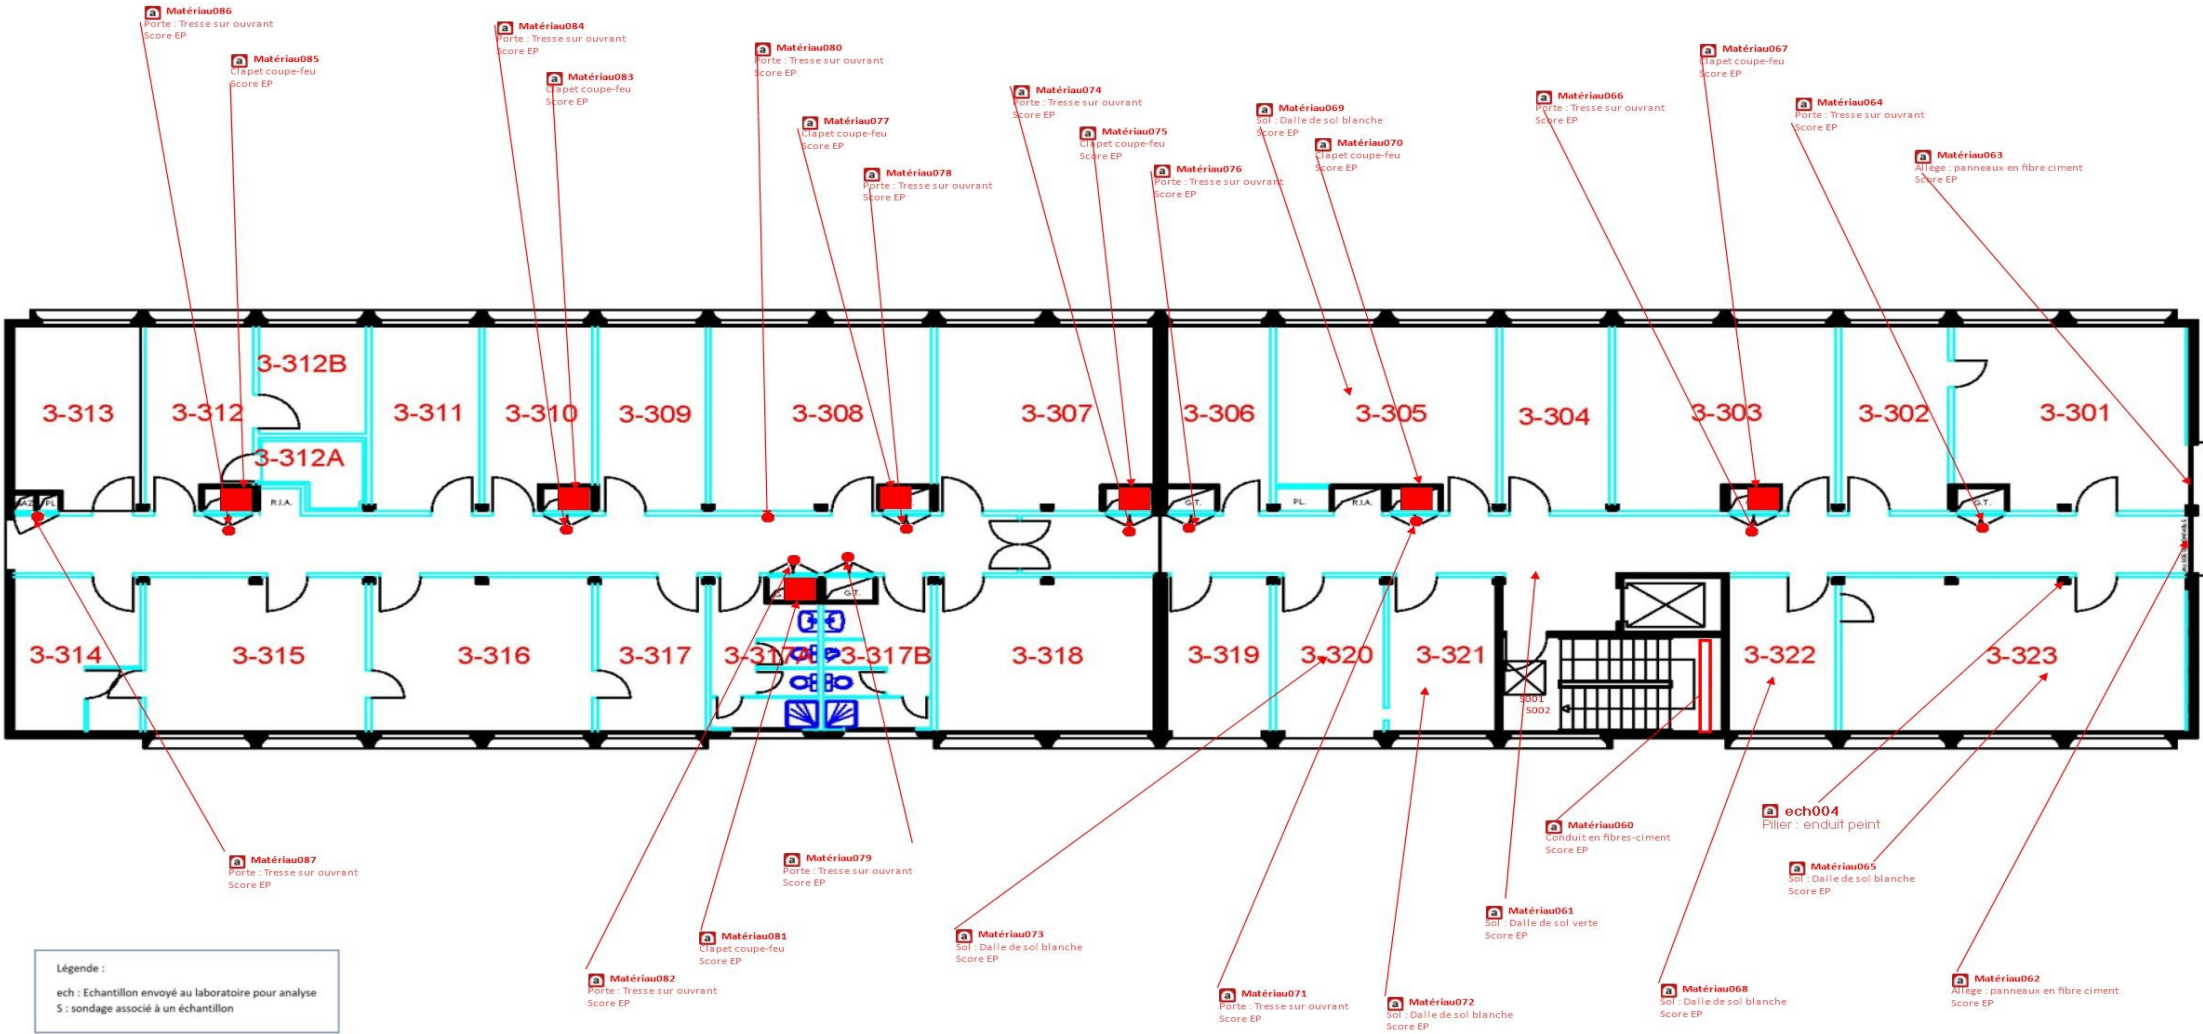 Matériau086
Porte : Tresse sur ouvrant
Score EP
Matériau085
Clapet coupe-feu
Score EP
Matériau084
Porte : Tresse sur ouvrant
Score EP
Matériau083
Clapet coupe-feu
Score EP
Matériau080
Porte : Tresse sur ouvrant
Score EP
Matériau077
Clapet coupe-feu
Score EP
Matériau078
Porte : Tresse sur ouvrant
Score EP
Matériau074
Porte : Tresse sur ouvrant
Score EP
Matériau075
Clapet coupe-feu
Score EP
Matériau076
Porte : Tresse sur ouvrant
Score EP
Matériau069
Sol : Dalle de sol blanche
Score EP
Matériau070
Clapet coupe-feu
Score EP
Matériau066
Porte : Tresse sur ouvrant
Score EP
Matériau067
Clapet coupe-feu
Score EP
Matériau064
Porte : Tresse sur ouvrant
Score EP
Matériau063
Allège : panneaux en fibre ciment
Score EP
3-313
3-312
3-312B
3-312A
3-311
3-310
3-309
3-308
3-307
3-306
3-305
3-304
3-303
3-302
3-301
PL
R.I.A.
G.T.
PL.
R.I.A.
G.T.
G.T.
3-314
3-315
3-316
3-317
3-317A
3-317B
3-318
3-319
3-320
3-321
3-322
3-323
S001
S002
Matériau087
Porte : Tresse sur ouvrant
Score EP
Matériau079
Porte : Tresse sur ouvrant
Score EP
Matériau081
Clapet coupe-feu
Score EP
Matériau082
Porte : Tresse sur ouvrant
Score EP
Matériau073
Sol : Dalle de sol blanche
Score EP
Matériau071
Porte : Tresse sur ouvrant
Score EP
Matériau072
Sol : Dalle de sol blanche
Score EP
Matériau061
Sol : Dalle de sol verte
Score EP
Matériau060
Conduit en fibres-ciment
Score EP
Matériau068
Sol : Dalle de sol blanche
Score EP
ech004
Pilier : enduit peint
Matériau065
Sol : Dalle de sol blanche
Score EP
Matériau062
Allège : panneaux en fibre ciment
Score EP
Légende :
ech : Echantillon envoyé au laboratoire pour analyse
S : sondage associé à un échantillon